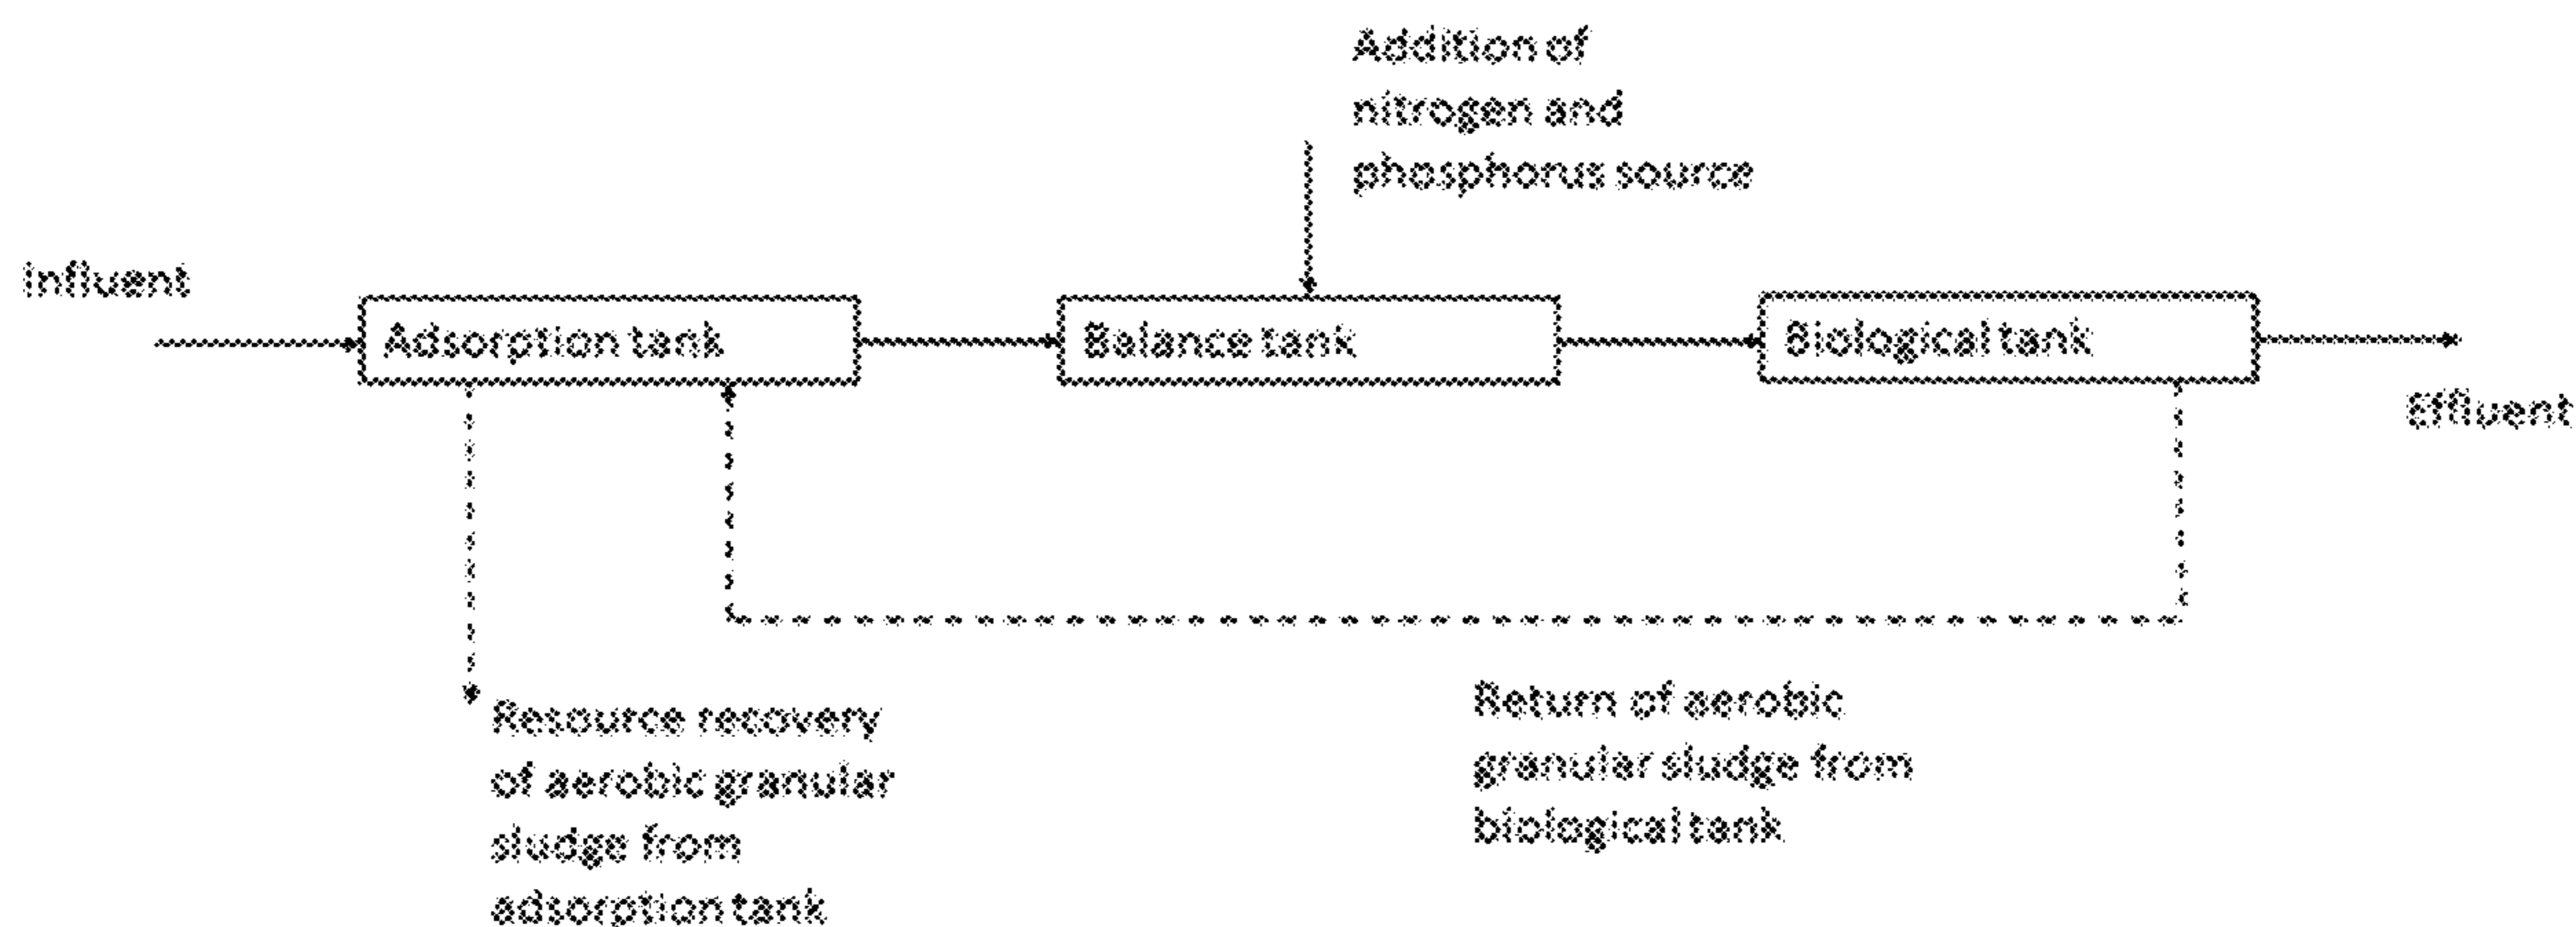 Addition of
nitrogen and
phosphorus source
Influent
Adsorption tank
Balance tank
Biological tank
Effluent
Resource recovery
of aerobic granular
sludge from
adsorption tank
Return of aerobic
granular sludge from
biological tank